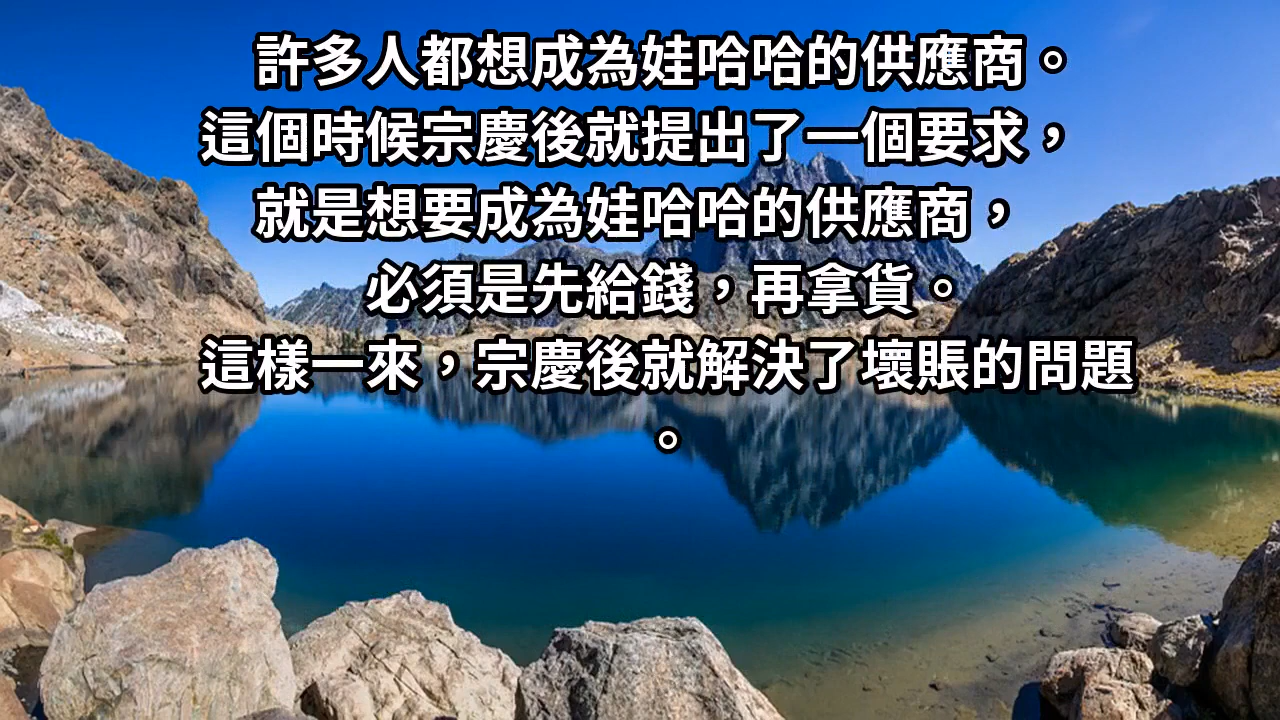 許多人都想成為娃哈哈的供應商。
這個時候宗慶後就提出了一個要求，
就是想要成為娃哈哈的供應商，
必須是先給錢，再拿貨。
這樣一來，宗慶後就解決了壞賬的問題
。